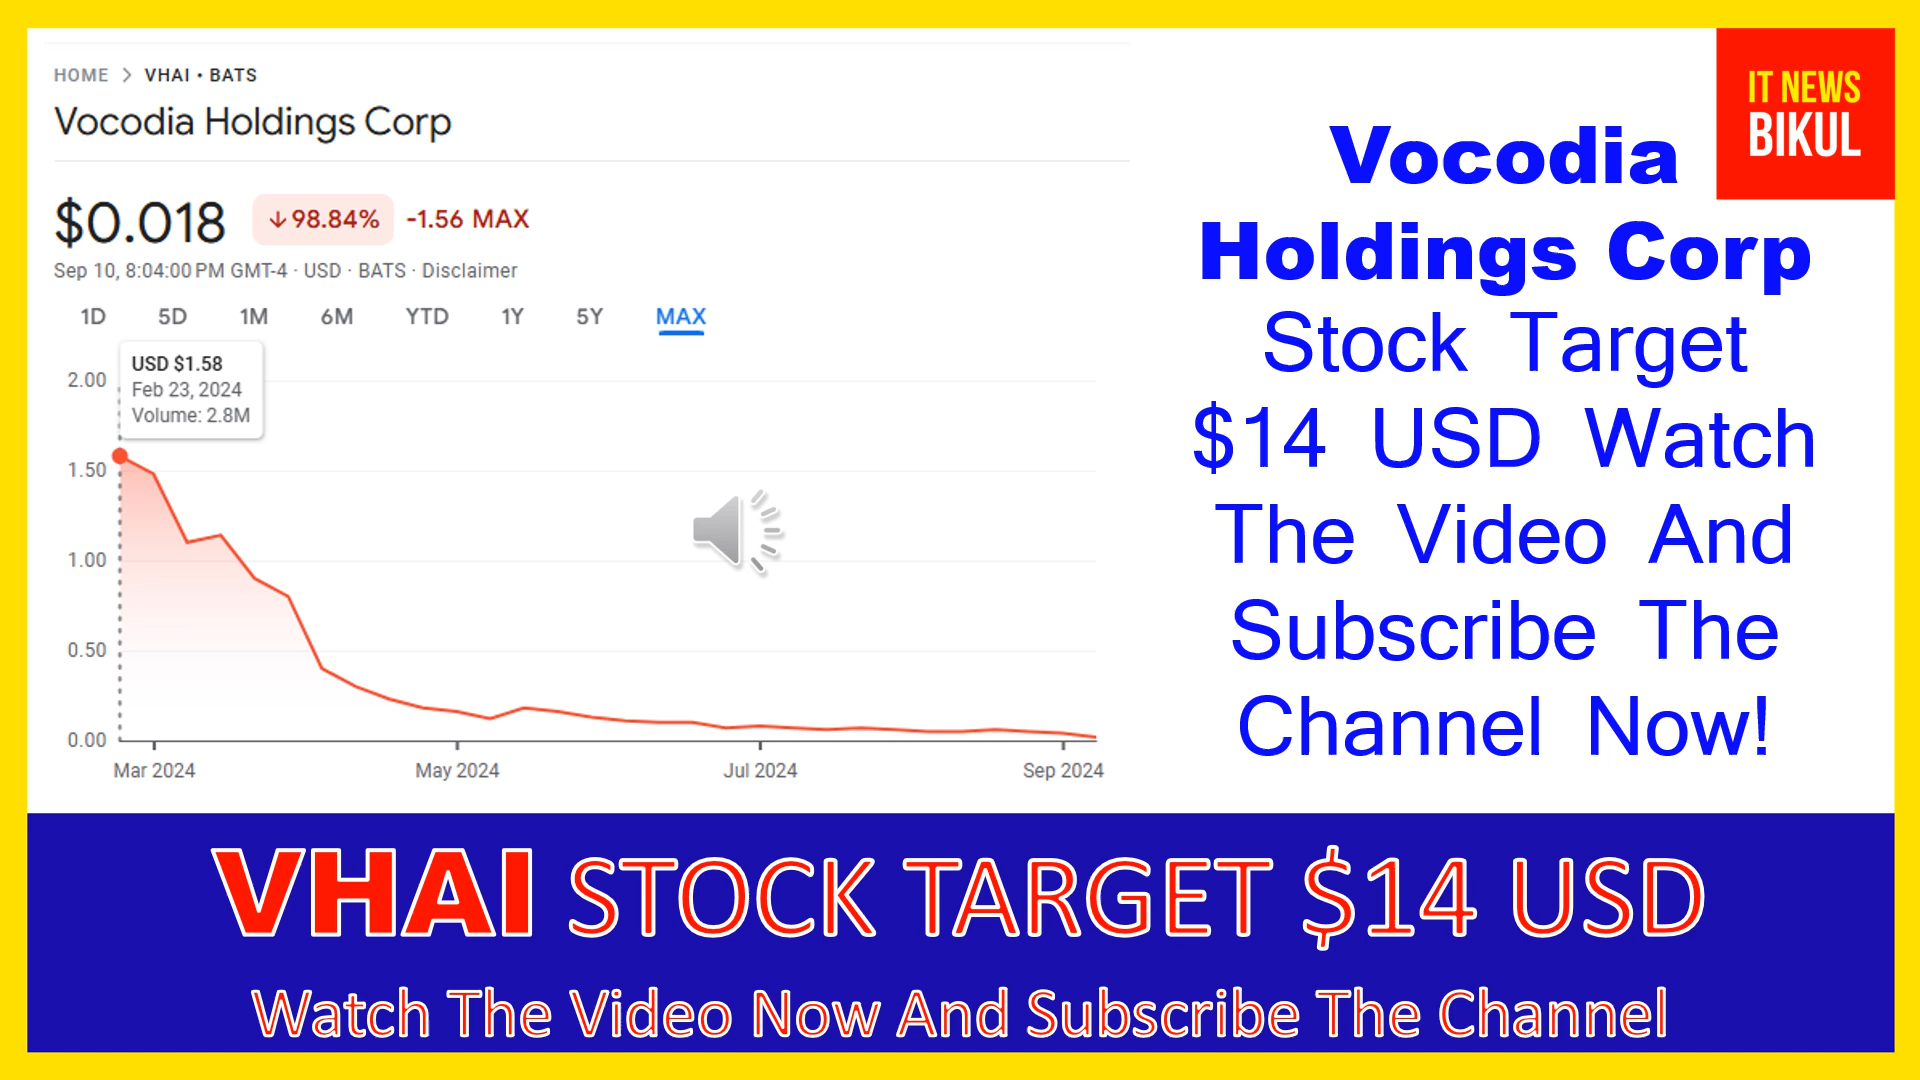 HOME > VHAI • BATS
Vocodia Holdings Corp
$0.018 ↓98.84% -1.56 MAX
Sep 10, 8:04:00 PM GMT-4 · USD · BATS · Disclaimer
1D 5D 1M 6M YTD 1Y 5Y MAX
USD $1.58
Feb 23, 2024
Volume: 2.8M
2.00
1.50
1.00
0.50
0.00
Mar 2024 May 2024 Jul 2024 Sep 2024
IT NEWS
BIKUL
Vocodia
Holdings Corp
Stock Target
$14 USD Watch
The Video And
Subscribe The
Channel Now!
VHAI STOCK TARGET $14 USD
Watch The Video Now And Subscribe The Channel